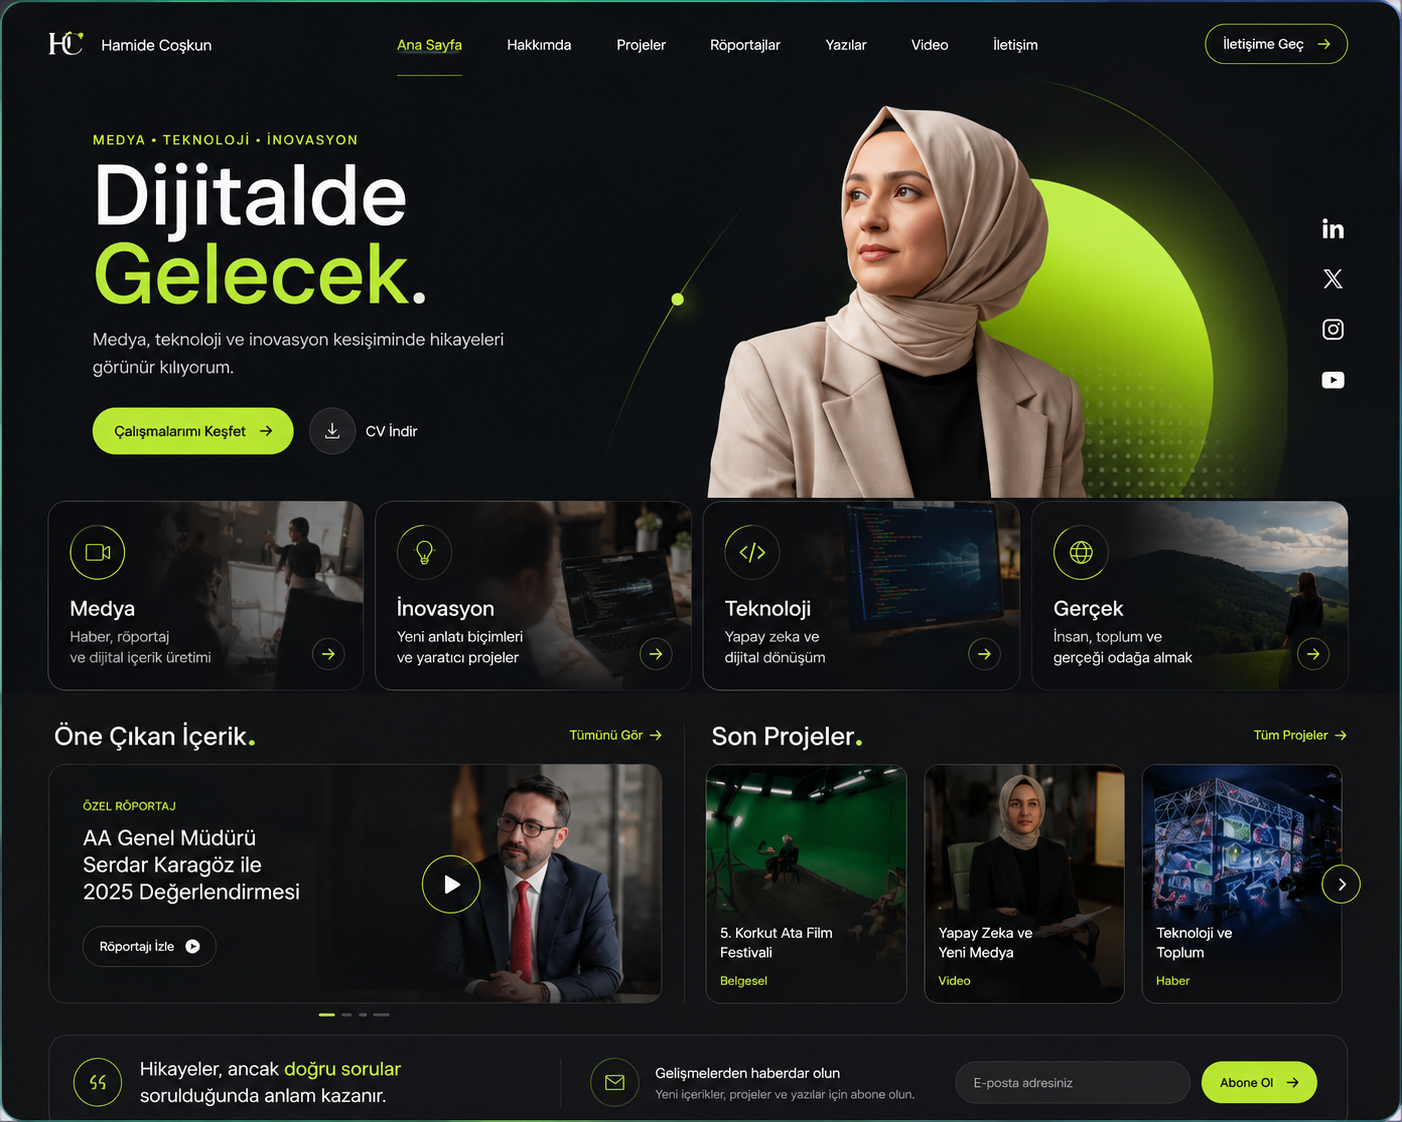 HC Hamide Coşkun
Ana Sayfa
Hakkımda
Projeler
Röportajlar
Yazılar
Video
İletişim
İletişime Geç
MEDYA • TEKNOLOJİ • İNOVASYON
Dijitalde
Gelecek.
Medya, teknoloji ve inovasyon kesişiminde hikayeleri
görünür kılıyorum.
Çalışmalarımı Keşfet
CV İndir
in
X
Medya
Haber, röportaj
ve dijital içerik üretimi
İnovasyon
Yeni anlatı biçimleri
ve yaratıcı projeler
Teknoloji
Yapay zeka ve
dijital dönüşüm
Gerçek
İnsan, toplum ve
gerçeği odağa almak
Öne Çıkan İçerik.
Tümünü Gör
ÖZEL RÖPORTAJ
AA Genel Müdürü
Serdar Karagöz ile
2025 Değerlendirmesi
Röportajı İzle
Son Projeler.
Tüm Projeler
5. Korkut Ata Film
Festivali
Belgesel
Yapay Zeka ve
Yeni Medya
Video
Teknoloji ve
Toplum
Haber
Hikayeler, ancak doğru sorular
sorulduğunda anlam kazanır.
Gelişmelerden haberdar olun
Yeni içerikler, projeler ve yazılar için abone olun.
E-posta adresiniz
Abone Ol